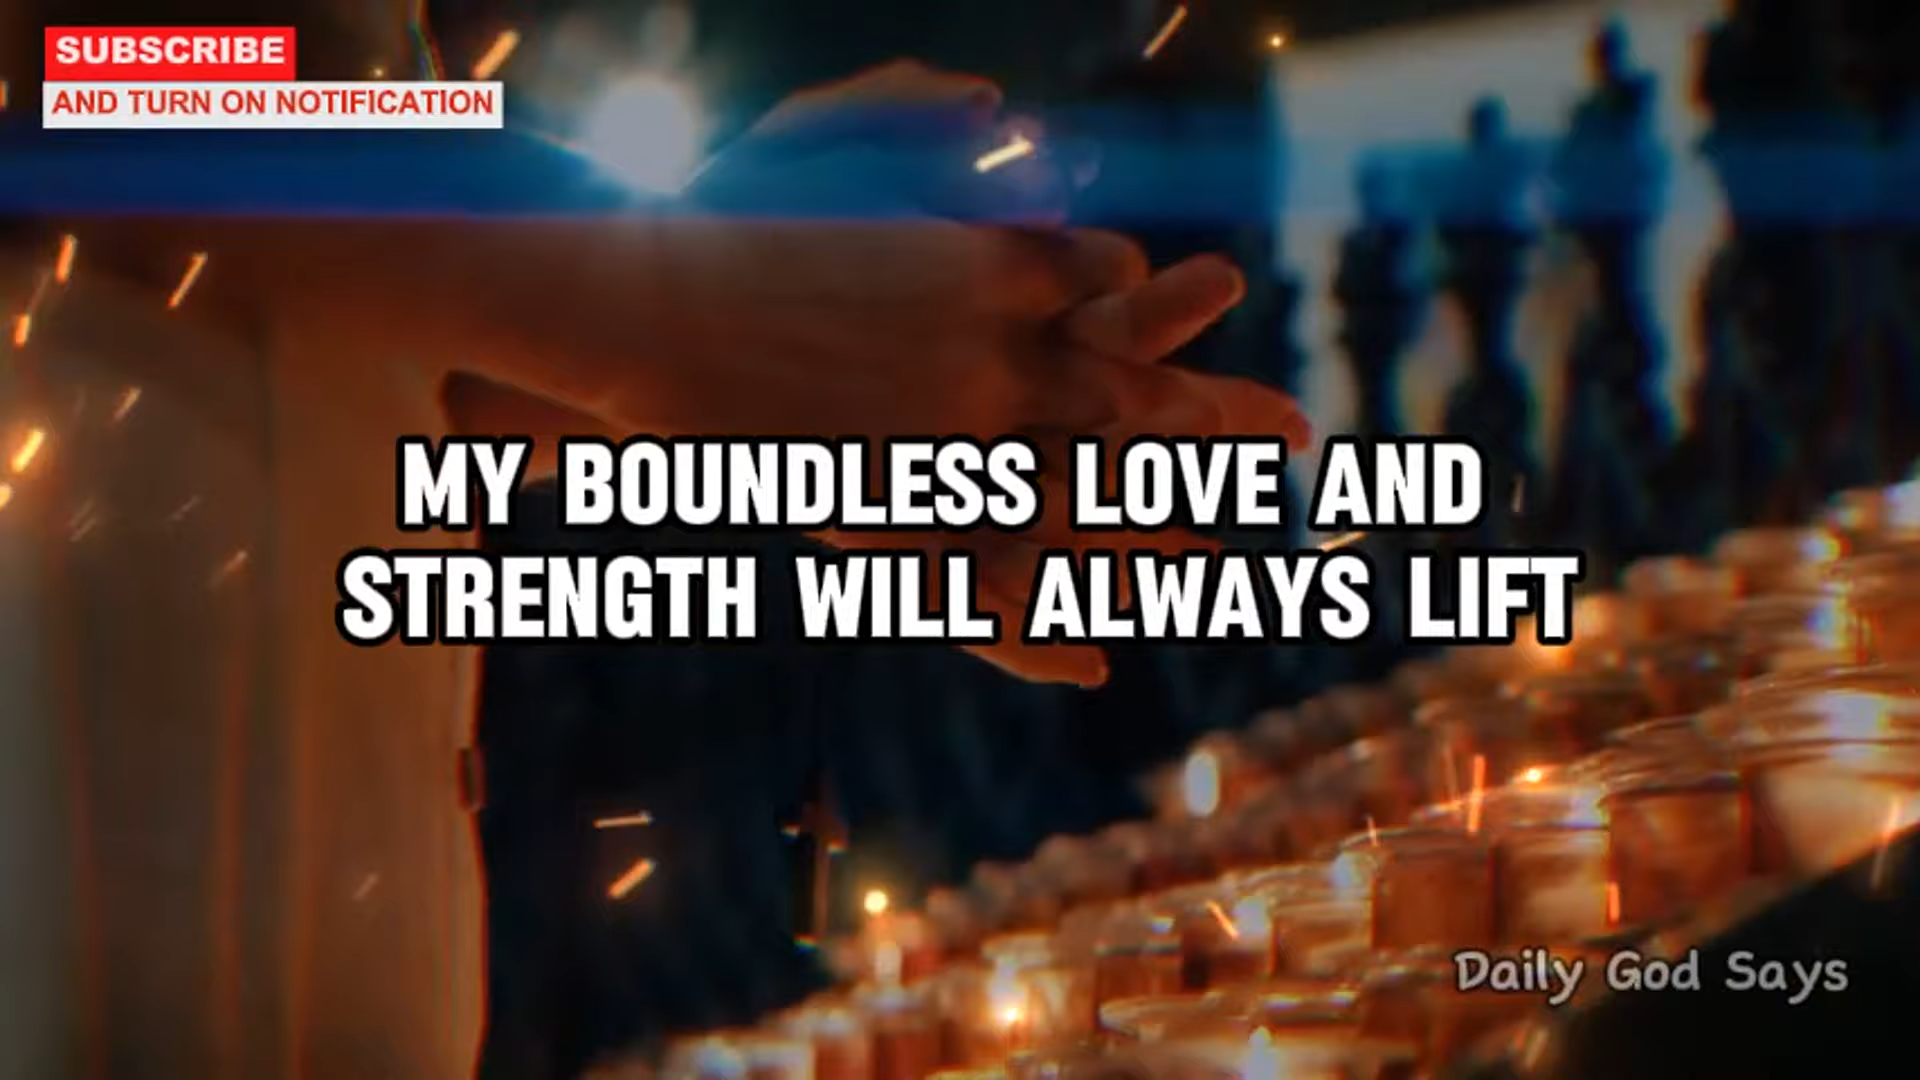 SUBSCRIBE
AND TURN ON NOTIFICATION
MY BOUNDLESS LOVE AND
STRENGTH WILL ALWAYS LIFT
Daily God Says